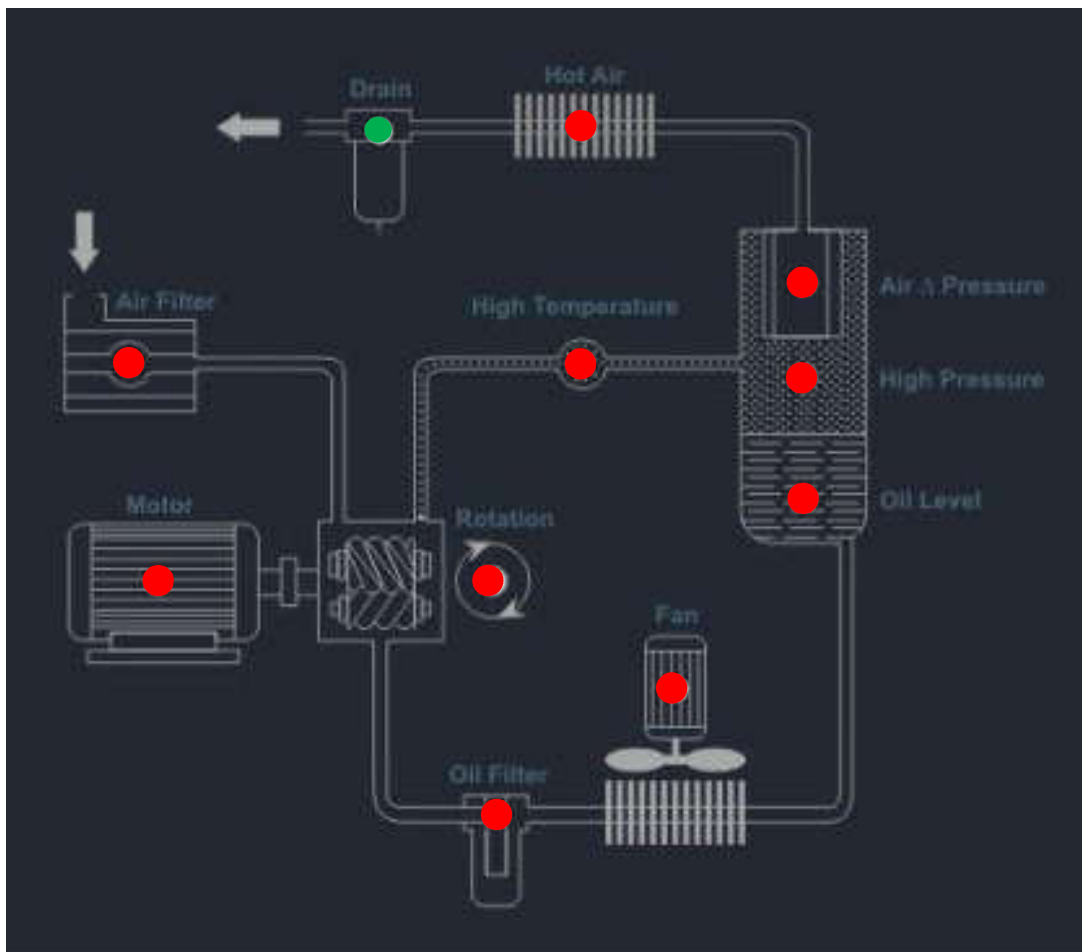 Hot Air
Drain
Air Δ Pressure
Air Filter
High Temperature
High Pressure
Oil Level
Motor
Rotation
Fan
Oil Filter